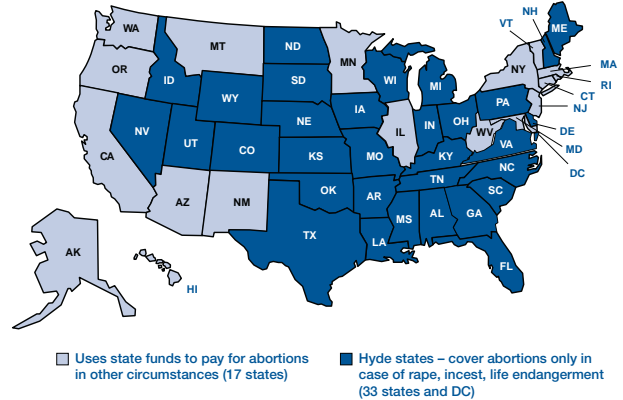 NH
VT
ME
WA
MT
ND
MN
OR
ID
SD
WI
NY
MA
MI
RI
WY
CT
IA
PA
NJ
NE
NV
IL
IN
OH
DE
UT
WV
MD
CO
VA
CA
KS
MO
KY
DC
NC
TN
OK
AZ
NM
AR
SC
MS
AL
GA
TX
LA
AK
FL
HI
Uses state funds to pay for abortions
in other circumstances (17 states)
Hyde states – cover abortions only in
case of rape, incest, life endangerment
(33 states and DC)